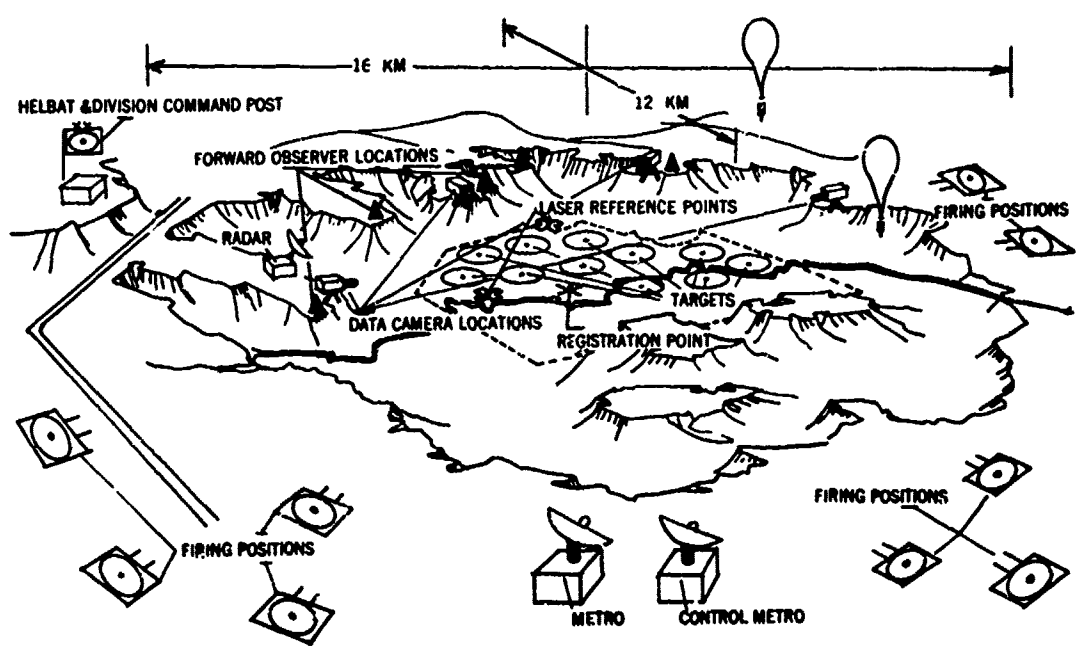 16 KM
12 KM
HELBAT & DIVISION COMMAND POST
FORWARD OBSERVER LOCATIONS
LASER REFERENCE POINTS
FIRING POSITIONS
RADAR
TARGETS
DATA CAMERA LOCATIONS
REGISTRATION POINT
FIRING POSITIONS
FIRING POSITIONS
METRO
CONTROL METRO